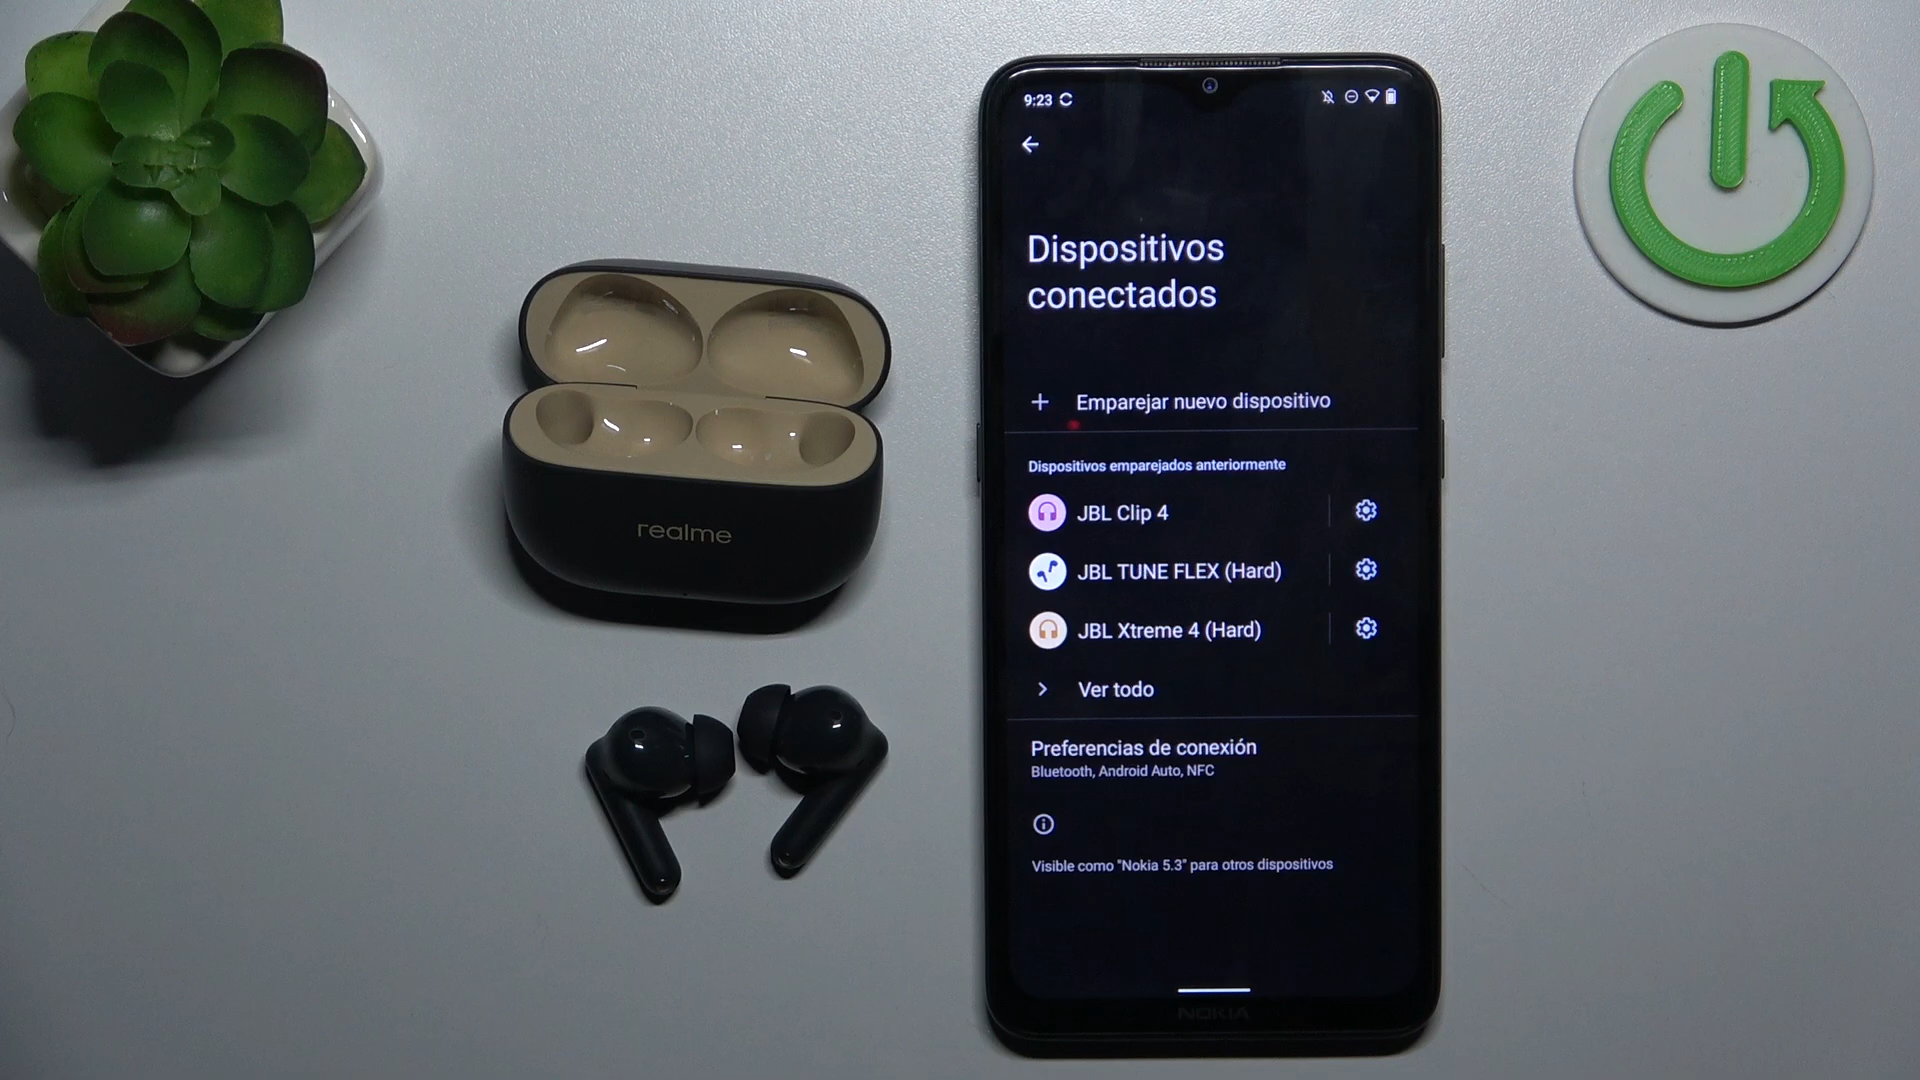 realme
9:23
Dispositivos
conectados
Emparejar nuevo dispositivo
Dispositivos emparejados anteriormente
JBL Clip 4
JBL TUNE FLEX (Hard)
JBL Xtreme 4 (Hard)
Ver todo
Preferencias de conexión
Bluetooth, Android Auto, NFC
Visible como "Nokia 5.3" para otros dispositivos
NOKIA